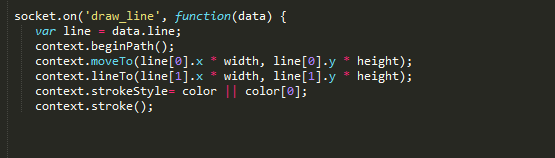 socket.on('draw_line', function(data) {
var line = data.line;
context.beginPath();
context.moveTo(line[0].x * width, line[0].y * height);
context.lineTo(line[1].x * width, line[1].y * height);
context.strokeStyle= color || color[0];
context.stroke();